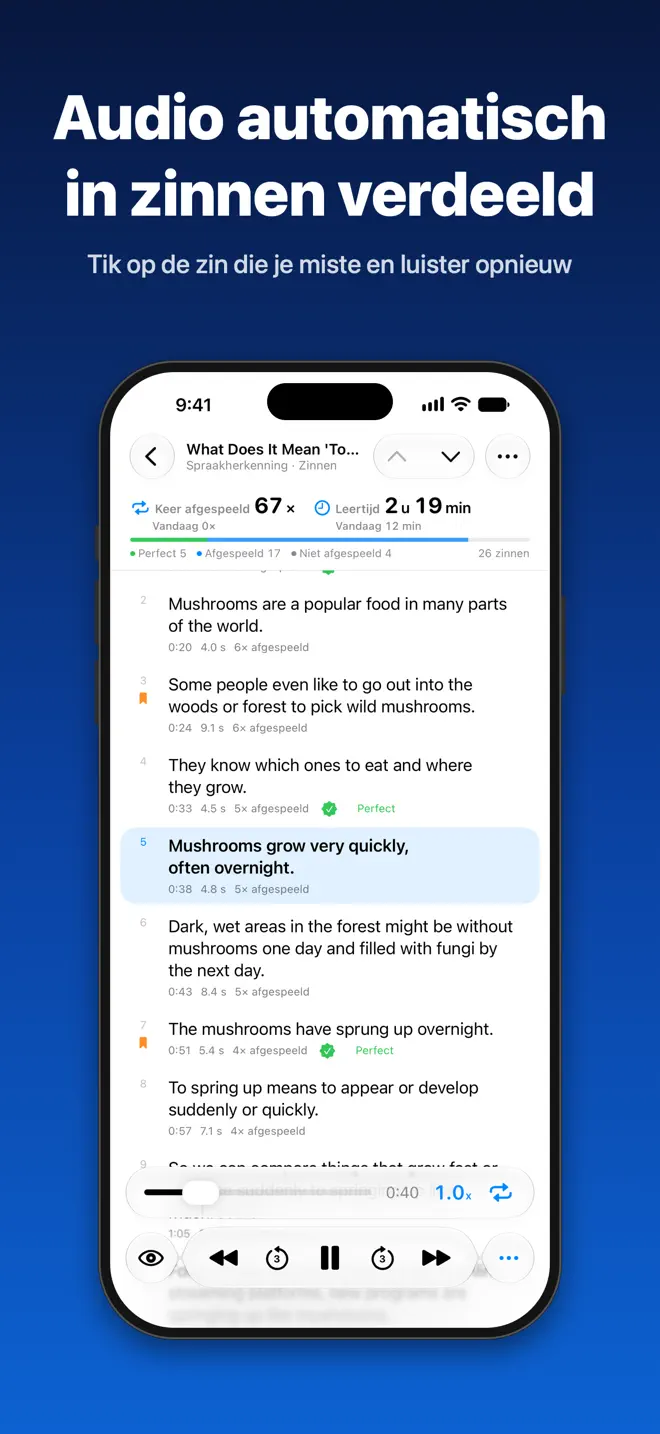 Audio automatisch
in zinnen verdeeld
Tik op de zin die je miste en luister opnieuw
9:41
What Does It Mean 'To...
Spraakherkenning · Zinnen
Keer afgespeeld 67 × Leertijd 2 u 19 min
Vandaag 0× Vandaag 12 min
Perfect 5 Afgespeeld 17 Niet afgespeeld 4 26 zinnen
2 Mushrooms are a popular food in many parts
of the world.
0:20 4.0 s 6× afgespeeld
3 Some people even like to go out into the
woods or forest to pick wild mushrooms.
0:24 9.1 s 6× afgespeeld
4 They know which ones to eat and where
they grow.
0:33 4.5 s 5× afgespeeld Perfect
5 Mushrooms grow very quickly,
often overnight.
0:38 4.8 s 5× afgespeeld
6 Dark, wet areas in the forest might be without
mushrooms one day and filled with fungi by
the next day.
0:43 8.4 s 5× afgespeeld
7 The mushrooms have sprung up overnight.
0:51 5.4 s 4× afgespeeld Perfect
8 To spring up means to appear or develop
suddenly or quickly.
0:57 7.1 s 4× afgespeeld
9 So we can compare things that grow fast or
0:40 1.0x
1:05
3 3